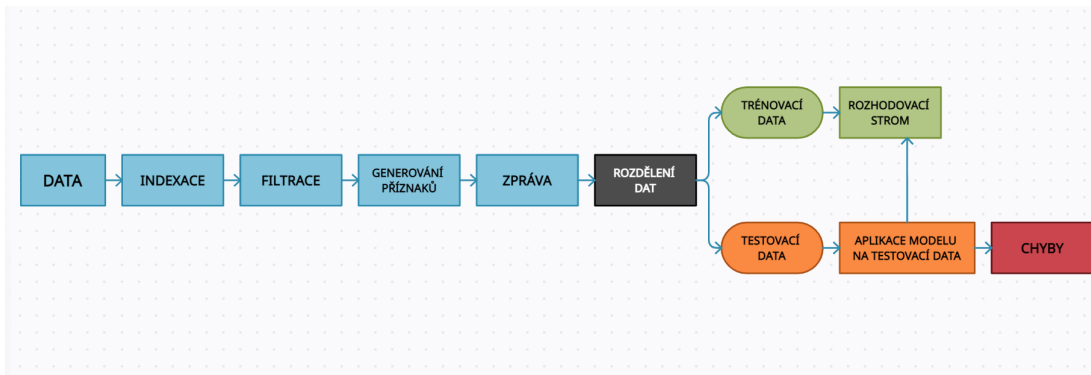 DATA
INDEXACE
FILTRACE
GENEROVÁNÍ
PŘÍZNAKŮ
ZPRÁVA
ROZDĚLENÍ
DAT
TRÉNOVACÍ
DATA
ROZHODOVACÍ
STROM
TESTOVACÍ
DATA
APLIKACE MODELU
NA TESTOVACÍ DATA
CHYBY